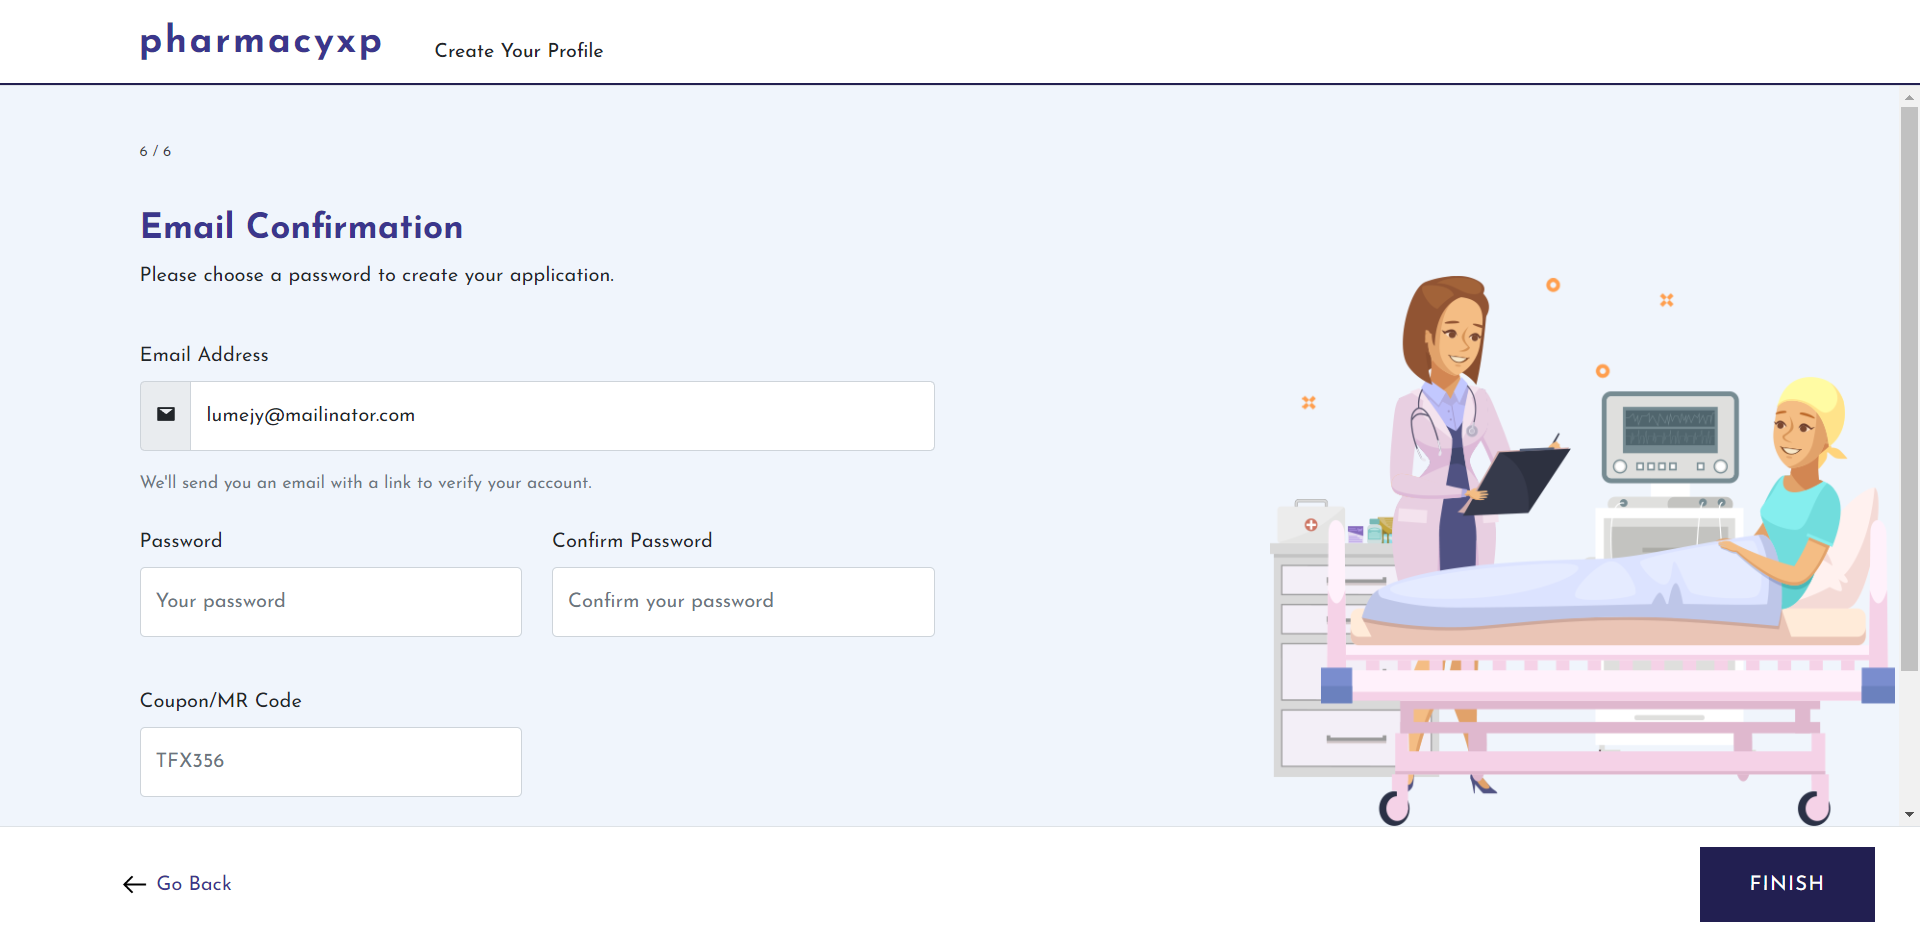 pharmacyxp
Create Your Profile
6 / 6
Email Confirmation
Please choose a password to create your application.
Email Address
lumejy@mailinator.com
We'll send you an email with a link to verify your account.
Password
Confirm Password
Your password
Confirm your password
Coupon/MR Code
TFX356
Go Back
FINISH